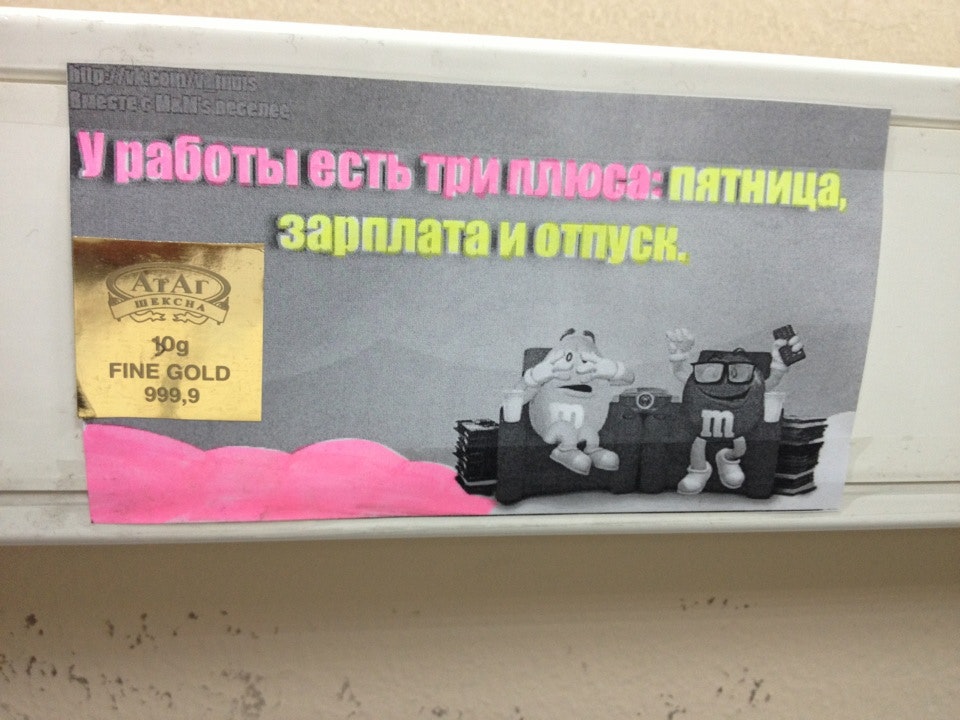 Вместе с M&M's веселее
У работы есть три плюса: пятница,
зарплата и отпуск.
АтАг
ШЕКСНА
10g
FINE GOLD
999,9
m
m